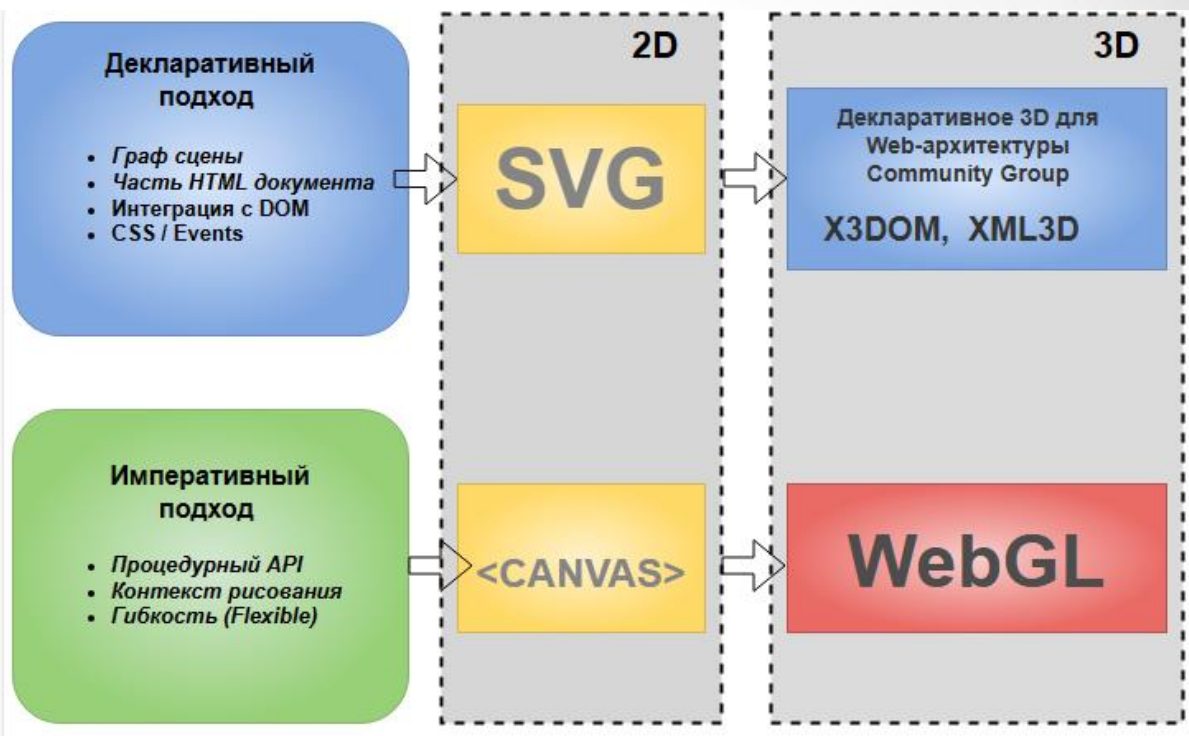 Декларативный
подход
• Граф сцены
• Часть HTML документа
• Интеграция с DOM
• CSS / Events
2D
SVG
3D
Декларативное 3D для
Web-архитектуры
Community Group
X3DOM, XML3D
Императивный
подход
• Процедурный API
• Контекст рисования
• Гибкость (Flexible)
<CANVAS>
WebGL